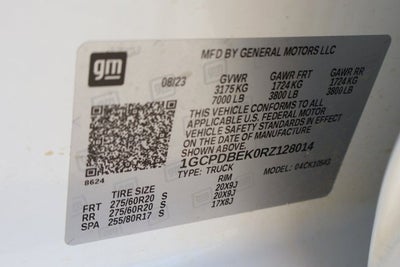 gm
MFD BY GENERAL MOTORS LLC
08/23 GVWR GAWR FRT GAWR RR
3175 KG 1724 KG 1724 KG
7000 LB 3800 LB 3800 LB
THIS VEHICLE CONFORMS TO ALL
APPLICABLE U.S. FEDERAL MOTOR
VEHICLE SAFETY STANDARDS IN EFFECT
ON THE DATE OF MANUFACTURE
SHOWN ABOVE.
1GCPDBEK0RZ128014
8624
TYPE: TRUCK MODEL:
TIRE SIZE RIM
FRT 275/60R20 S 20X9J
RR 275/60R20 S 20X9J
SPA 255/80R17 S 17X8J